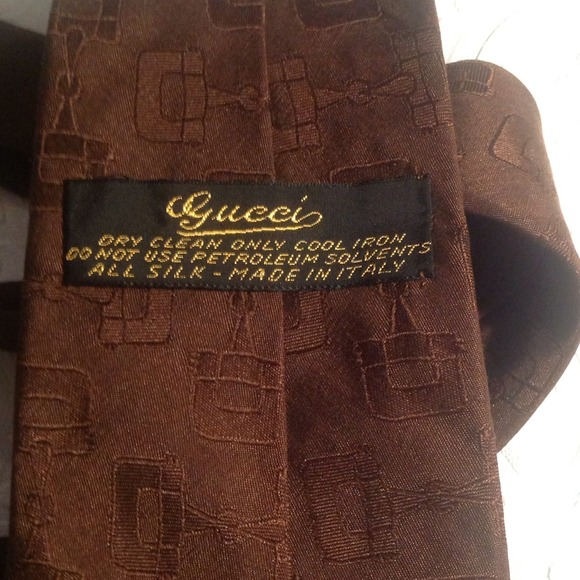 Gucci
DRY CLEAN ONLY COOL IRON
DO NOT USE PETROLEUM SOLVENTS
ALL SILK - MADE IN ITALY